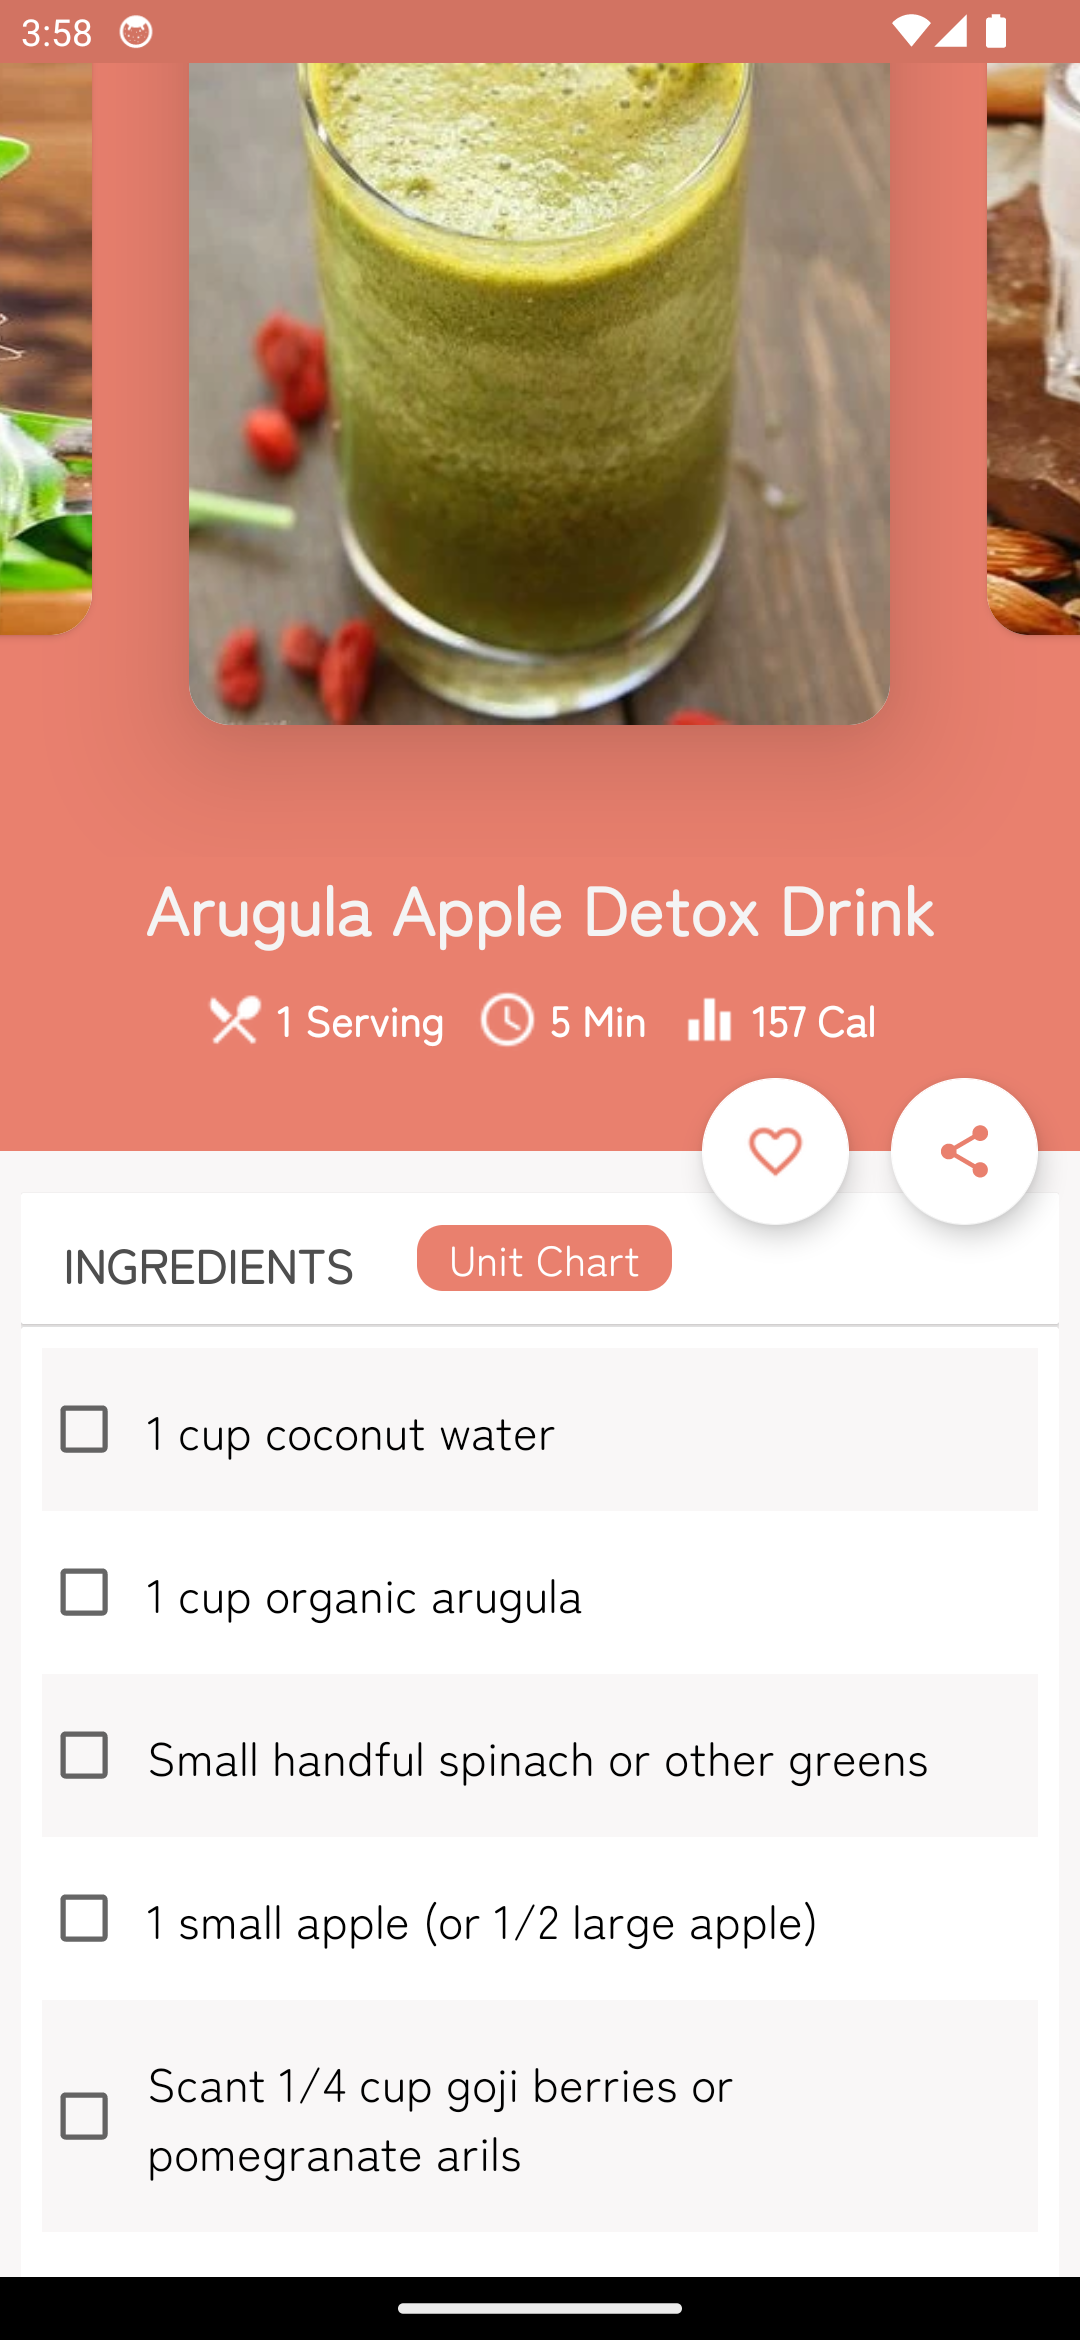 3:58
Arugula Apple Detox Drink
1 Serving 5 Min 157 Cal
INGREDIENTS Unit Chart
1 cup coconut water
1 cup organic arugula
Small handful spinach or other greens
1 small apple (or 1/2 large apple)
Scant 1/4 cup goji berries or
pomegranate arils